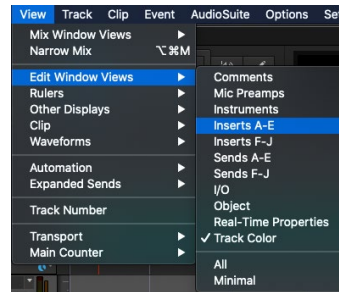 View Track Clip Event AudioSuite Options Se
Mix Window Views
Narrow Mix ⌥⌘M
Edit Window Views
Rulers
Other Displays
Clip
Waveforms
Automation
Expanded Sends
Track Number
Transport
Main Counter
Comments
Mic Preamps
Instruments
Inserts A-E
Inserts F-J
Sends A-E
Sends F-J
I/O
Object
Real-Time Properties
✓ Track Color
All
Minimal